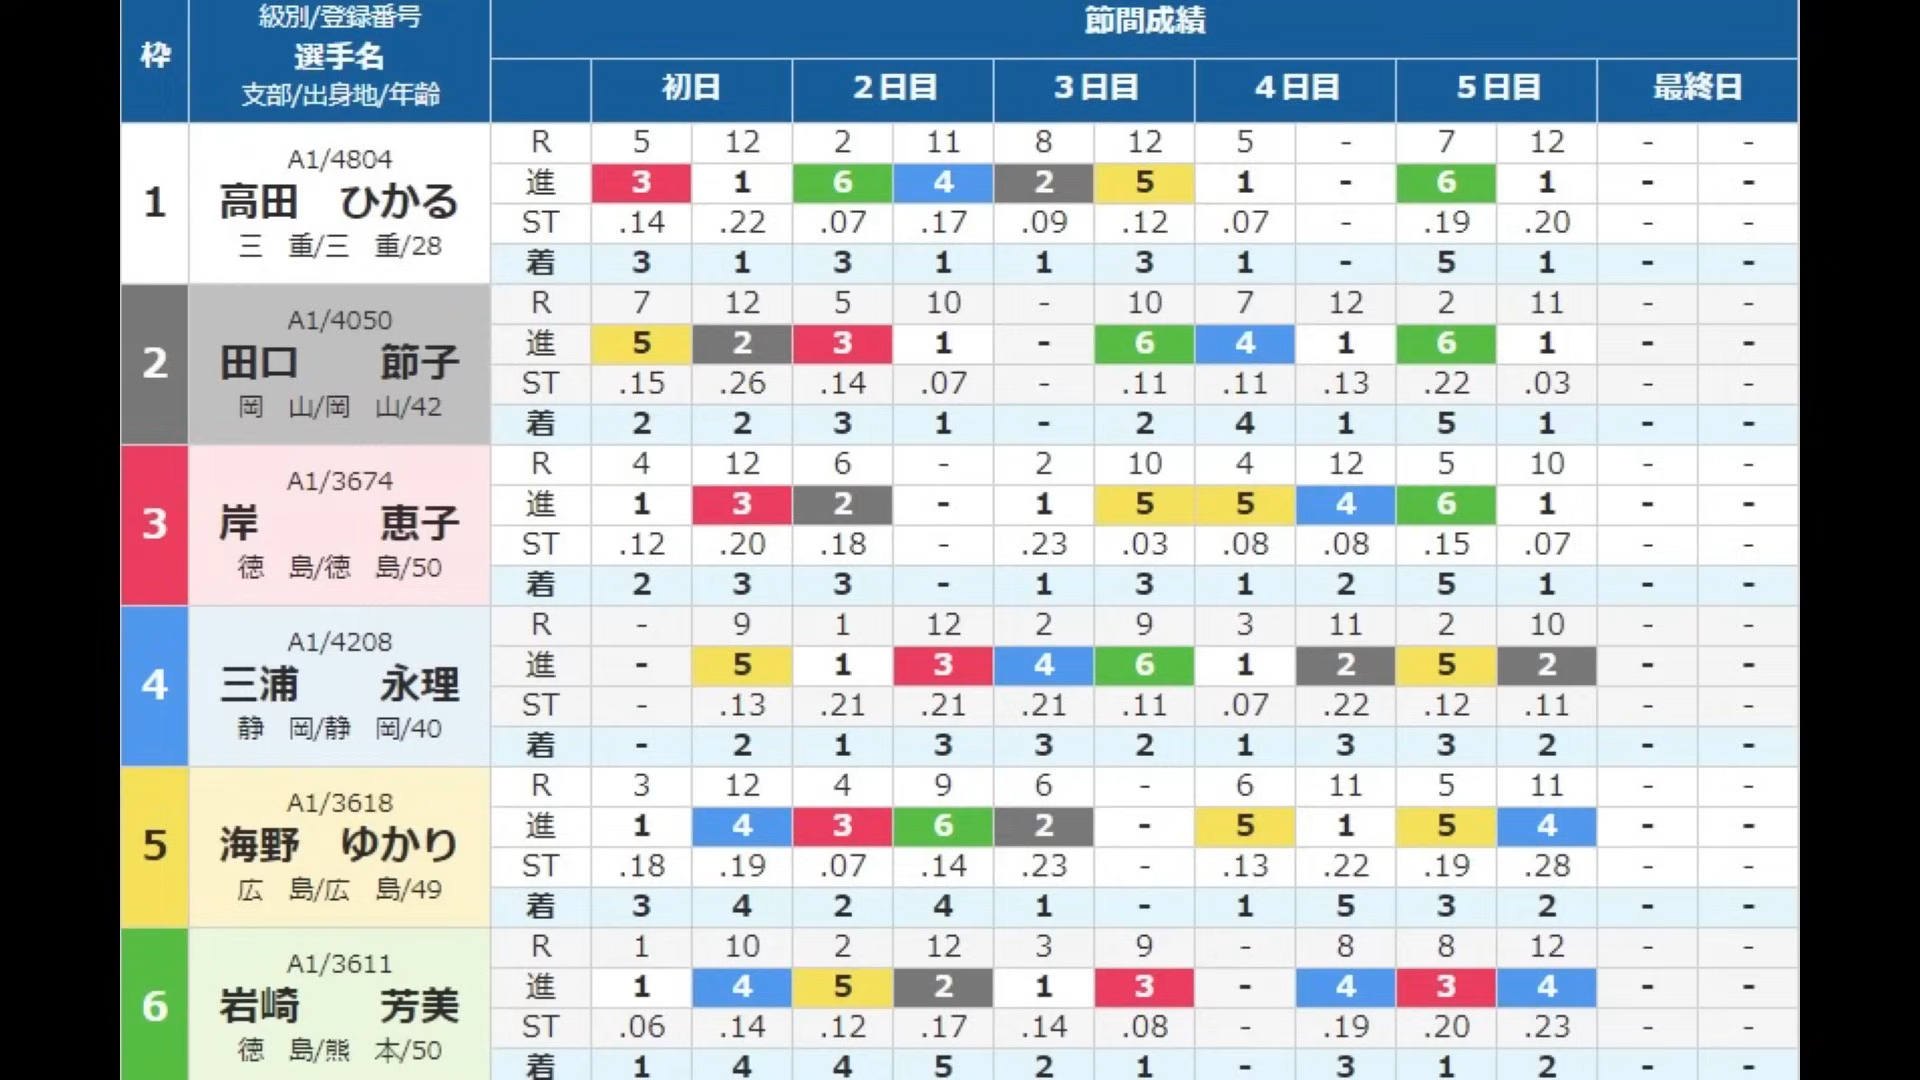 枠 級別/登録番号 選手名 支部/出身地/年齢 節間成績
初日 2日目 3日目 4日目 5日目 最終日
1 A1/4804 高田 ひかる 三 重/三 重/28
R 5 12 2 11 8 12 5 - 7 12 - -
進 3 1 6 4 2 5 1 - 6 1 - -
ST .14 .22 .07 .17 .09 .12 .07 - .19 .20 - -
着 3 1 3 1 1 3 1 - 5 1 - -
2 A1/4050 田口 節子 岡 山/岡 山/42
R 7 12 5 10 - 10 7 12 2 11 - -
進 5 2 3 1 - 6 4 1 6 1 - -
ST .15 .26 .14 .07 - .11 .11 .13 .22 .03 - -
着 2 2 3 1 - 2 4 1 5 1 - -
3 A1/3674 岸 恵子 徳 島/徳 島/50
R 4 12 6 - 2 10 4 12 5 10 - -
進 1 3 2 - 1 5 5 4 6 1 - -
ST .12 .20 .18 - .23 .03 .08 .08 .15 .07 - -
着 2 3 3 - 1 3 1 2 5 1 - -
4 A1/4208 三浦 永理 静 岡/静 岡/40
R - 9 1 12 2 9 3 11 2 10 - -
進 - 5 1 3 4 6 1 2 5 2 - -
ST - .13 .21 .21 .21 .11 .07 .22 .12 .11 - -
着 - 2 1 3 3 2 1 3 3 2 - -
5 A1/3618 海野 ゆかり 広 島/広 島/49
R 3 12 4 9 6 - 6 11 5 11 - -
進 1 4 3 6 2 - 5 1 5 4 - -
ST .18 .19 .07 .14 .23 - .13 .22 .19 .28 - -
着 3 4 2 4 1 - 1 5 3 2 - -
6 A1/3611 岩崎 芳美 徳 島/熊 本/50
R 1 10 2 12 3 9 - 8 8 12 - -
進 1 4 5 2 1 3 - 4 3 4 - -
ST .06 .14 .12 .17 .14 .08 - .19 .20 .23 - -
着 1 4 4 5 2 1 - 3 1 2 - -